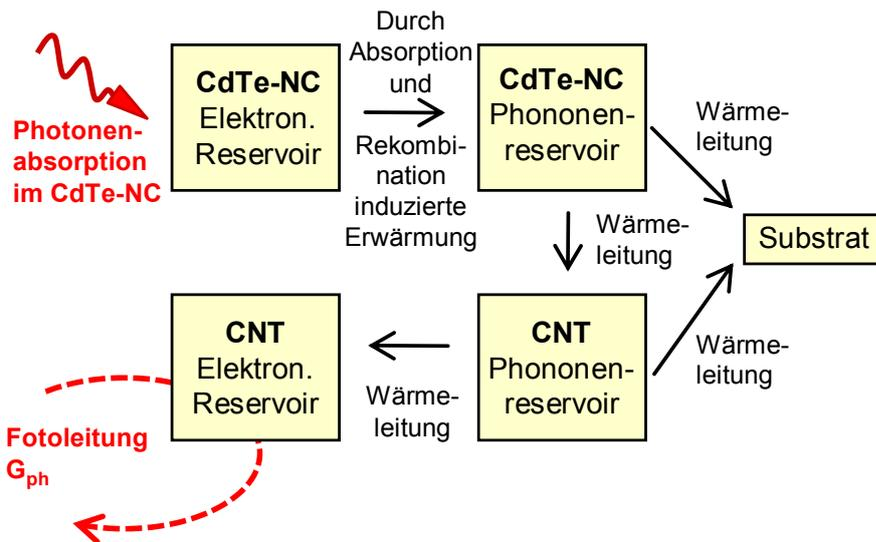 Photonen-
absorption
im CdTe-NC
CdTe-NC
Elektron.
Reservoir
Durch
Absorption
und
Rekombi-
nation
induzierte
Erwärmung
CdTe-NC
Phononen-
reservoir
Wärme-
leitung
Substrat
Wärme-
leitung
CNT
Phononen-
reservoir
Wärme-
leitung
Wärme-
leitung
CNT
Elektron.
Reservoir
Fotoleitung
G_ph